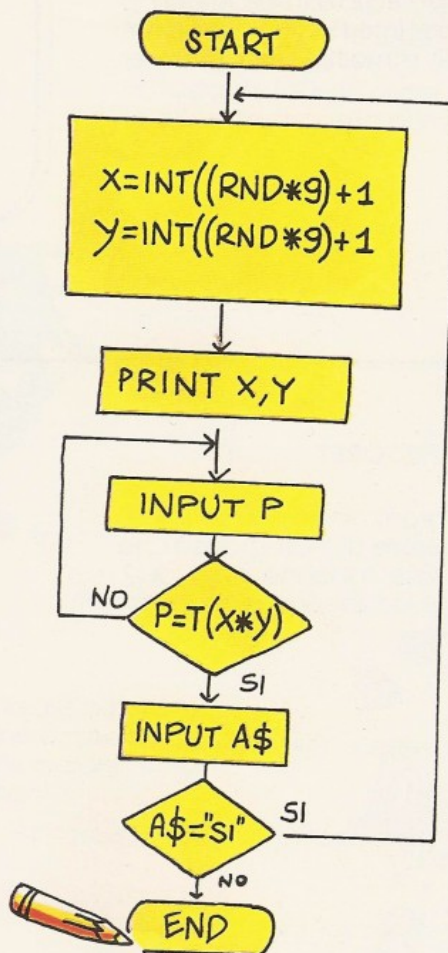 START
X=INT((RND*9)+1
Y=INT((RND*9)+1
PRINT X,Y
INPUT P
NO
P=T(X*Y)
SI
INPUT A$
A$="SI"
SI
NO
END